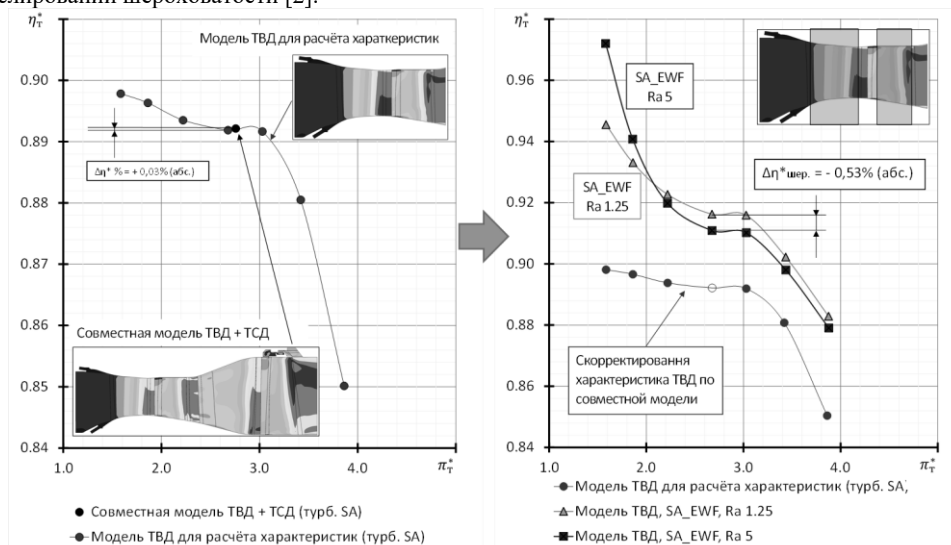 елировании шероховатости [2].
η*т
0.90
0.89
0.88
0.87
0.86
0.85
0.84
1.0
2.0
3.0
4.0
π*т
Модель ТВД для расчёта хараткеристик
Δη* % = + 0,03% (абс.)
Совместная модель ТВД + ТСД
Совместная модель ТВД + ТСД (турб. SA)
Модель ТВД для расчёта характеристик (турб. SA)
η*т
0.96
0.94
0.92
0.90
0.88
0.86
0.84
1.0
2.0
3.0
4.0
π*т
SA_EWF
Ra 5
SA_EWF
Ra 1.25
Δη*шер. = - 0,53% (абс.)
Скорректировання
характеристика ТВД по
совместной модели
Модель ТВД для расчёта характеристик (турб. SA)
Модель ТВД, SA_EWF, Ra 1.25
Модель ТВД, SA_EWF, Ra 5